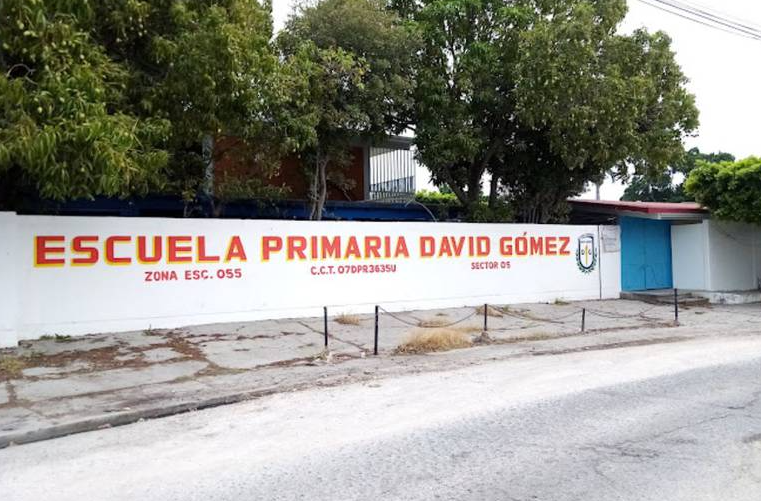 ESCUELA PRIMARIA DAVID GÓMEZ
ZONA ESC. 055 C.C.T. 07DPR3635U SECTOR 05